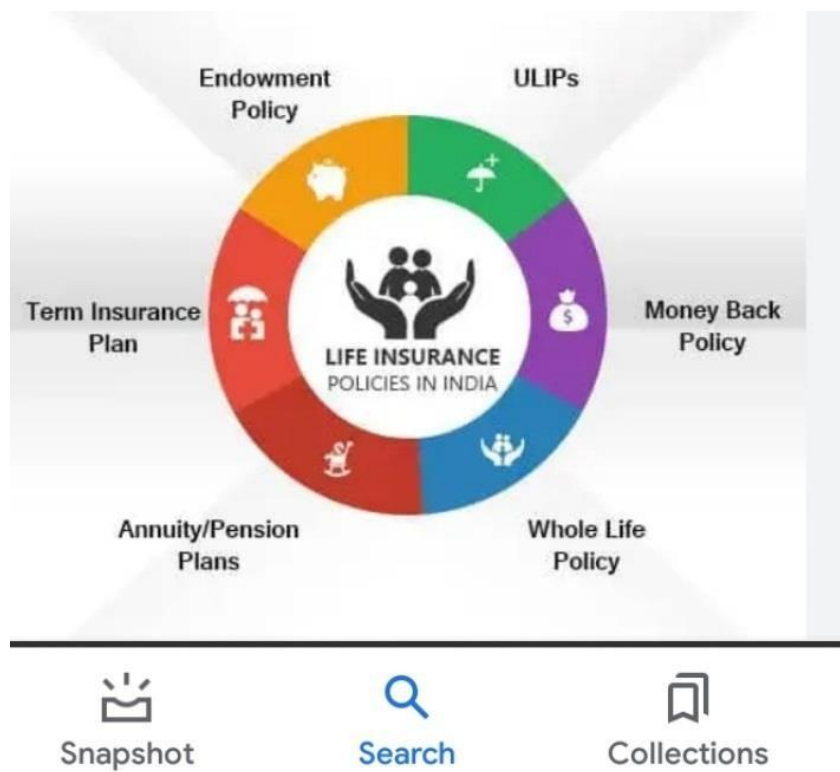 Endowment
Policy
ULIPs
Term Insurance
Plan
LIFE INSURANCE
POLICIES IN INDIA
$
Money Back
Policy
Annuity/Pension
Plans
Whole Life
Policy
Snapshot
Search
Collections